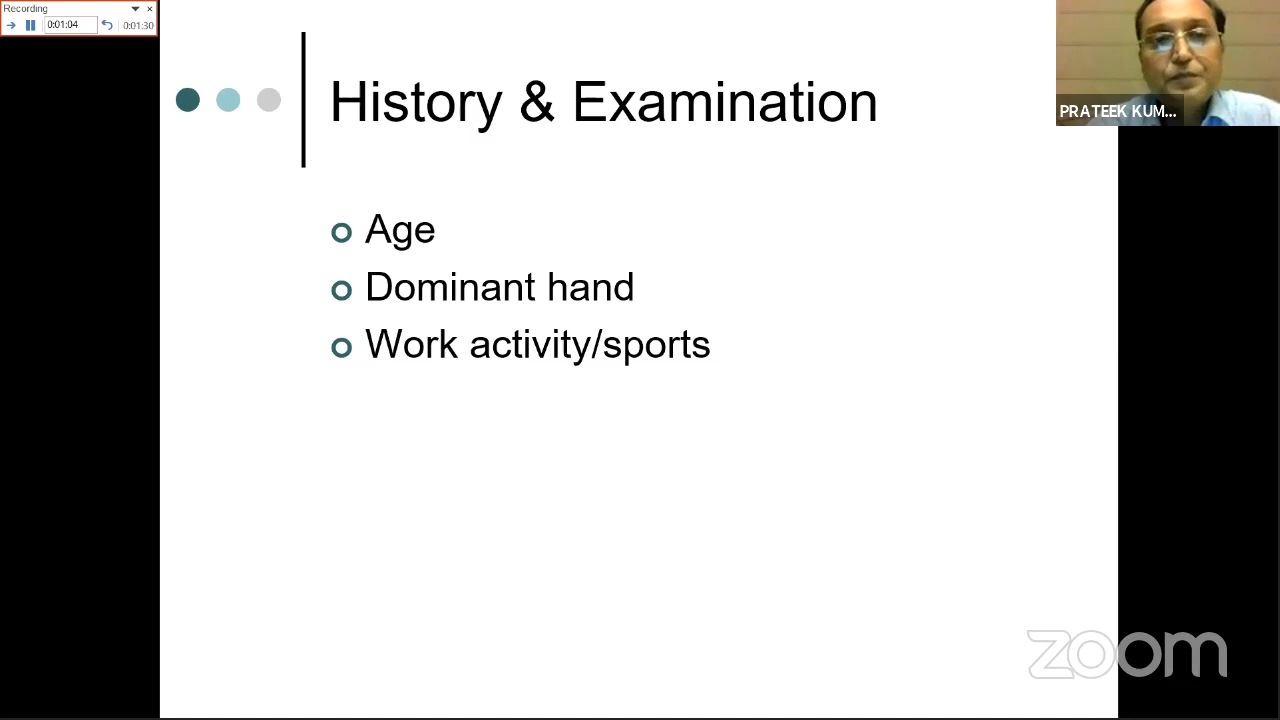 Recording
0:01:04
0:01:30
History & Examination
PRATEEK KUM...
Age
Dominant hand
Work activity/sports
zoom